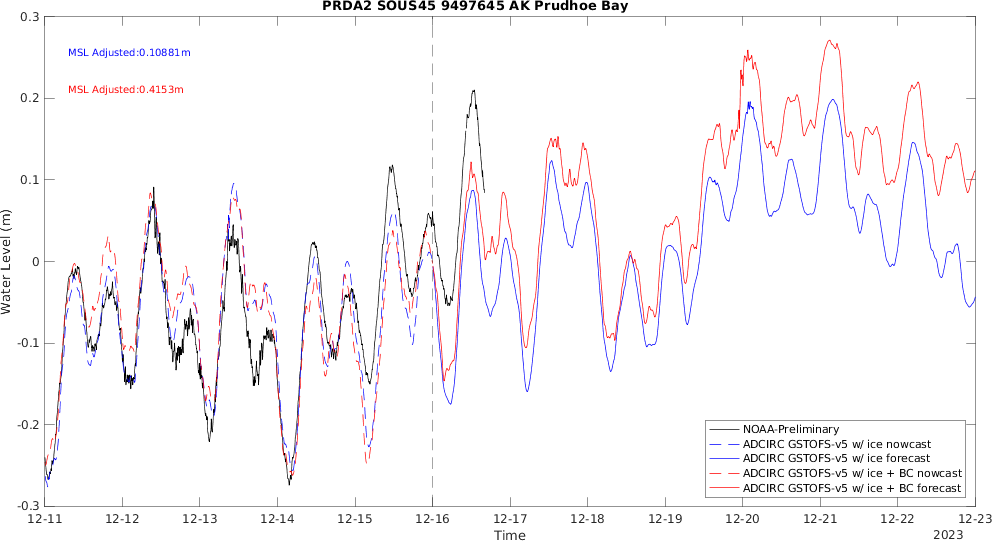 PRDA2 SOUS45 9497645 AK Prudhoe Bay
0.3
MSL Adjusted:0.10881m
MSL Adjusted:0.4153m
0.2
0.1
0
-0.1
-0.2
-0.3
Water Level (m)
NOAA-Preliminary
ADCIRC GSTOFS-v5 w/ ice nowcast
ADCIRC GSTOFS-v5 w/ ice forecast
ADCIRC GSTOFS-v5 w/ ice + BC nowcast
ADCIRC GSTOFS-v5 w/ ice + BC forecast
12-11 12-12 12-13 12-14 12-15 12-16 12-17 12-18 12-19 12-20 12-21 12-22 12-23
Time
2023